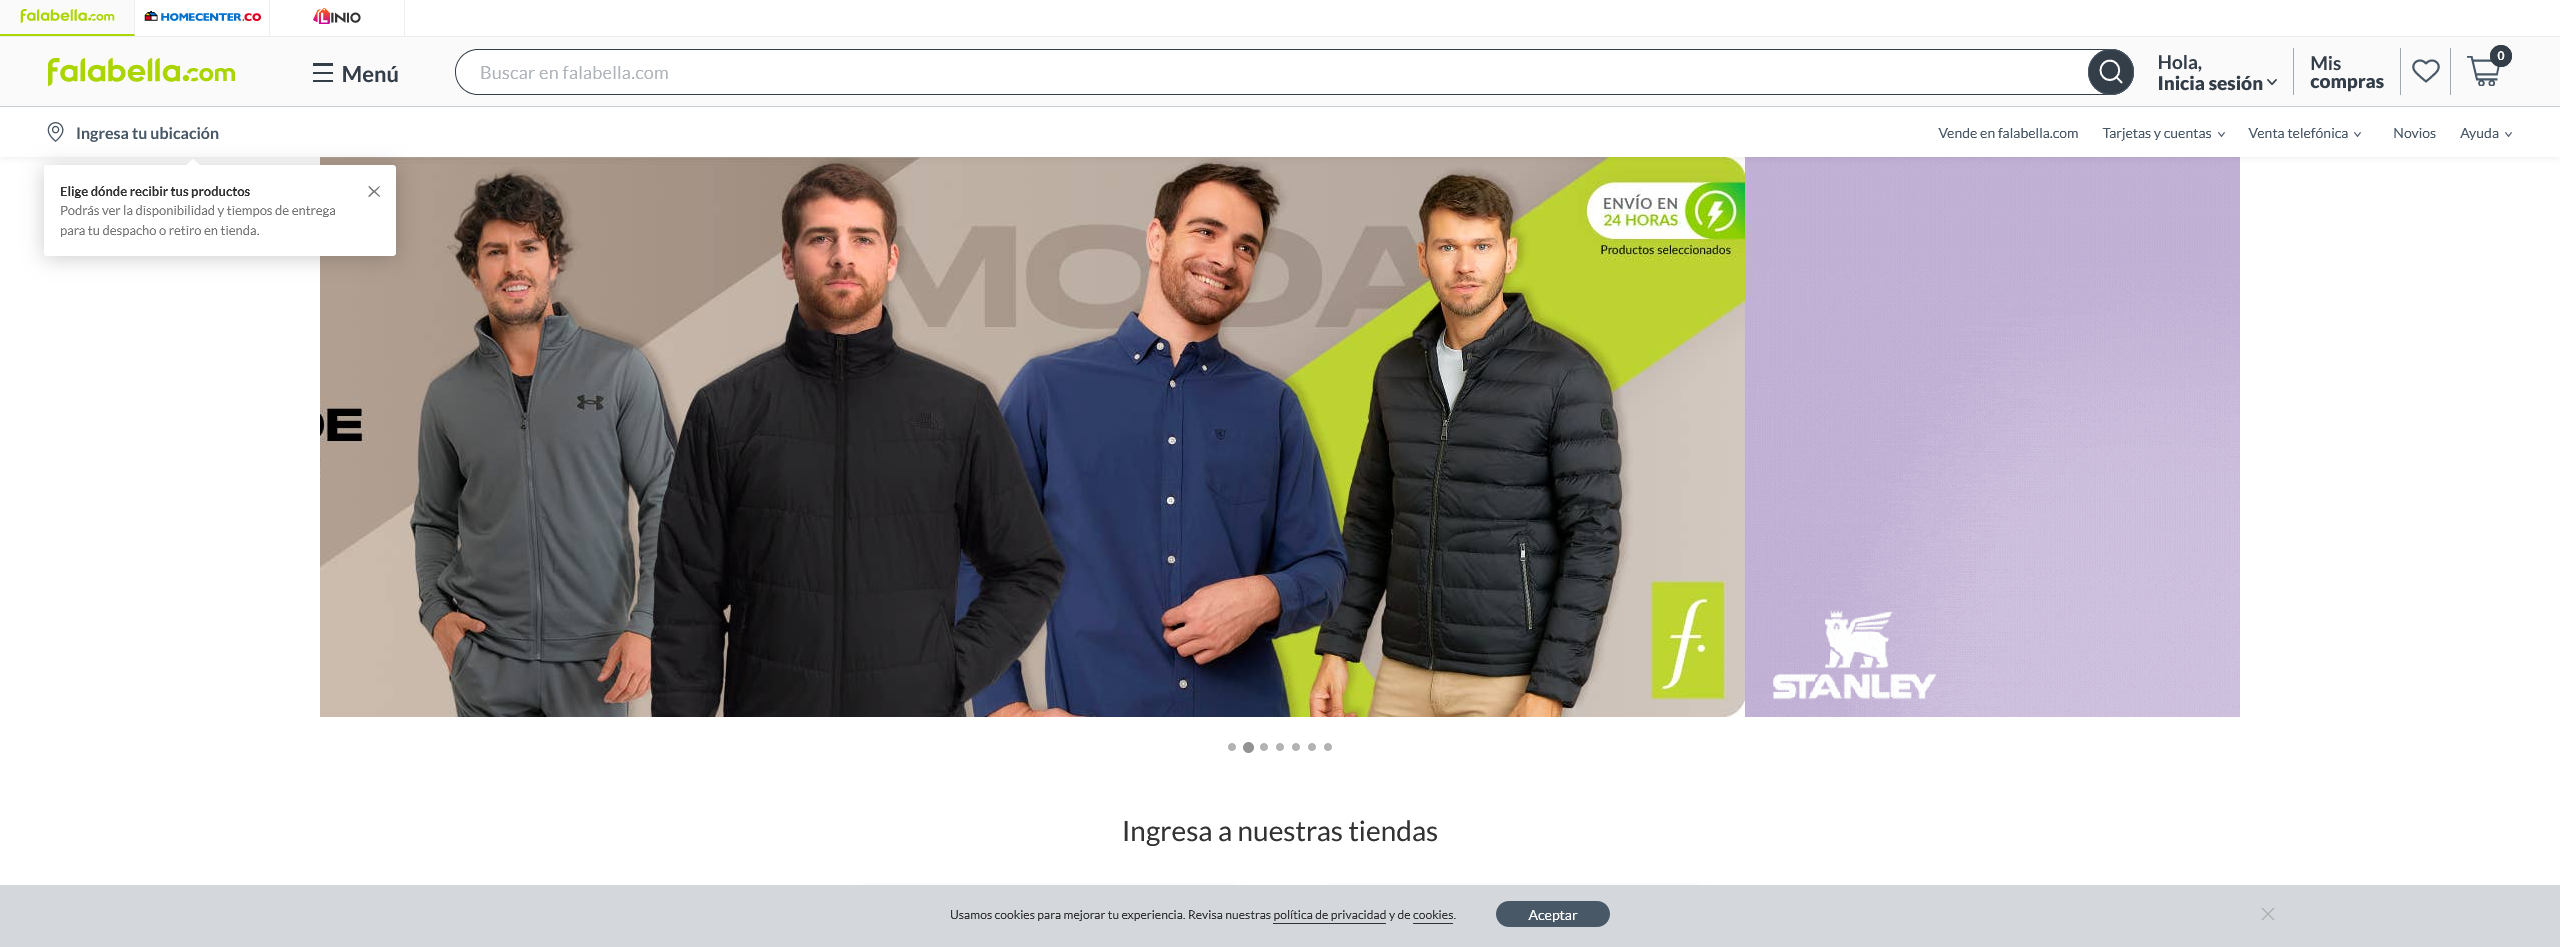 falabella.com
HOMECENTER.CO
LINIO
falabella.com
Menú
Buscar en falabella.com
Hola,
Inicia sesión
Mis
compras
0
Ingresa tu ubicación
Vende en falabella.com
Tarjetas y cuentas
Venta telefónica
Novios
Ayuda
Elige dónde recibir tus productos
Podrás ver la disponibilidad y tiempos de entrega
para tu despacho o retiro en tienda.
MODA
ENVÍO EN
24 HORAS
Productos seleccionados
DE
f.
STANLEY
Ingresa a nuestras tiendas
Usamos cookies para mejorar tu experiencia. Revisa nuestras política de privacidad y de cookies.
Aceptar